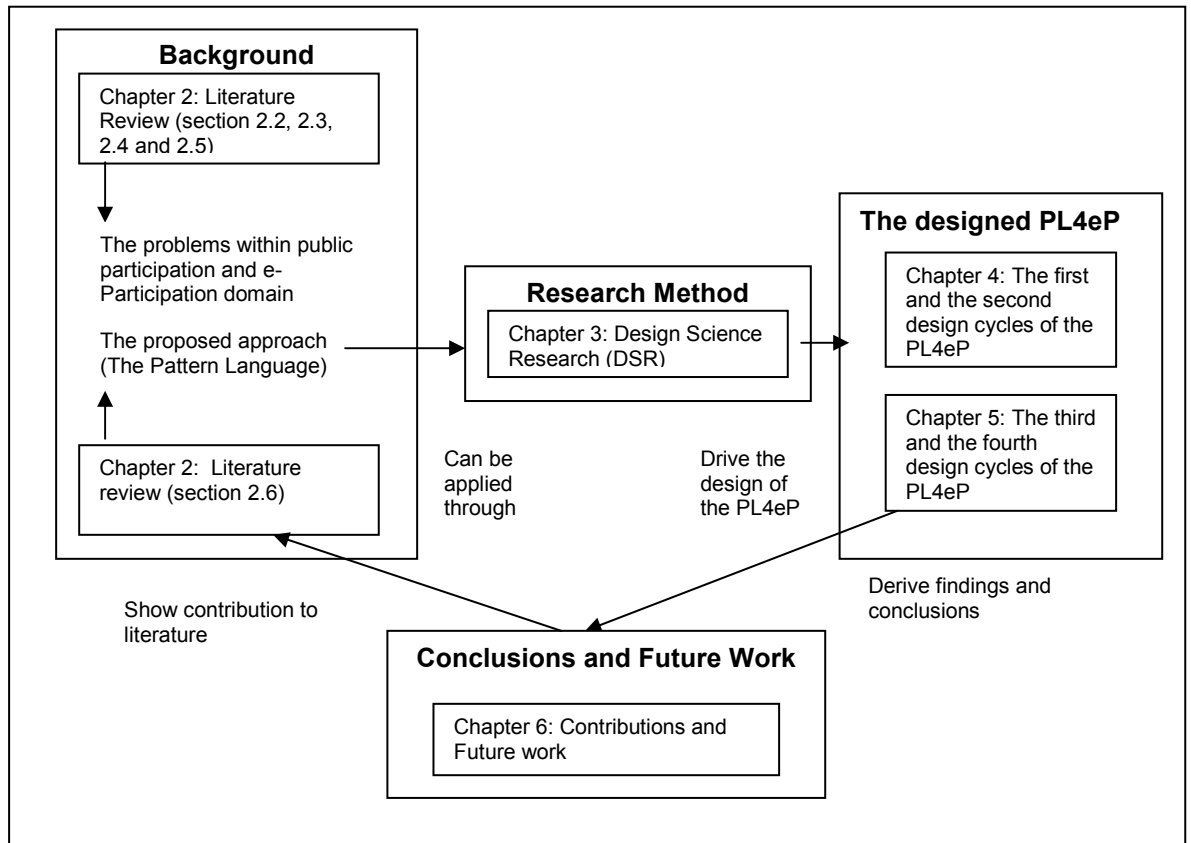 Background
Chapter 2: Literature
Review (section 2.2, 2.3,
2.4 and 2.5)
The problems within public
participation and e-
Participation domain
The proposed approach
(The Pattern Language)
Chapter 2:  Literature
review (section 2.6)
Research Method
Chapter 3: Design Science
Research (DSR)
Can be
applied
through
Drive the
design of
the PL4eP
The designed PL4eP
Chapter 4: The first
and the second
design cycles of the
PL4eP
Chapter 5: The third
and the fourth
design cycles of the
PL4eP
Derive findings and
conclusions
Show contribution to
literature
Conclusions and Future Work
Chapter 6: Contributions and
Future work